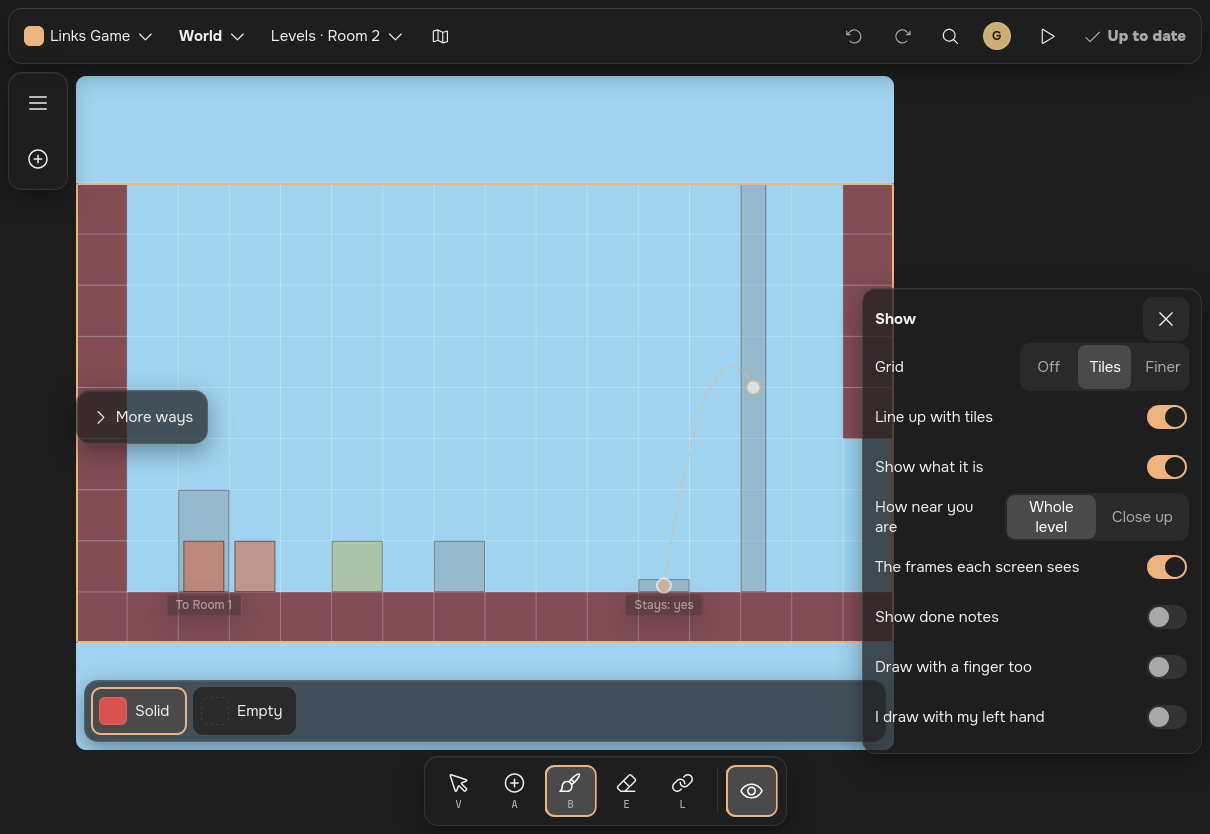 Links Game
World
Levels · Room 2
G
Up to date
Show
Grid
Off
Tiles
Finer
Line up with tiles
More ways
Show what it is
How near you
are
Whole
level
Close up
The frames each screen sees
To Room 1
Stays: yes
Show done notes
Draw with a finger too
Solid
Empty
I draw with my left hand
V
A
B
E
L